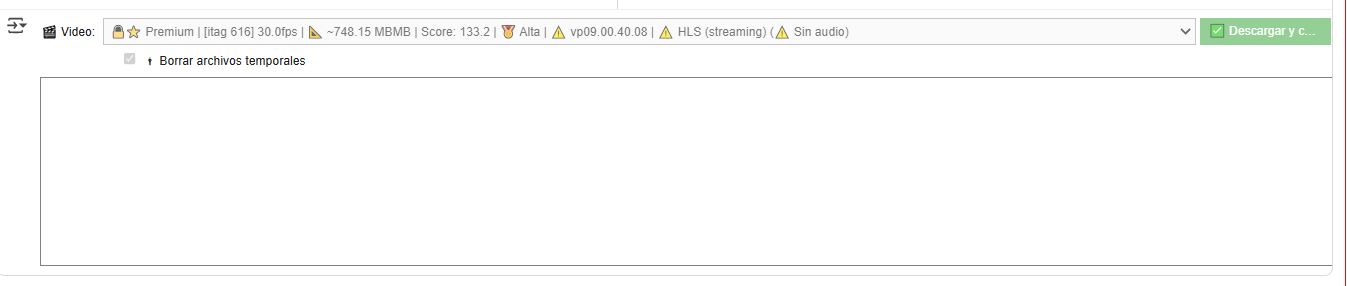 Video: Premium | [itag 616] 30.0fps | ~748.15 MBMB | Score: 133.2 | Alta | vp09.00.40.08 | HLS (streaming) ( Sin audio) Descargar y c...
Borrar archivos temporales